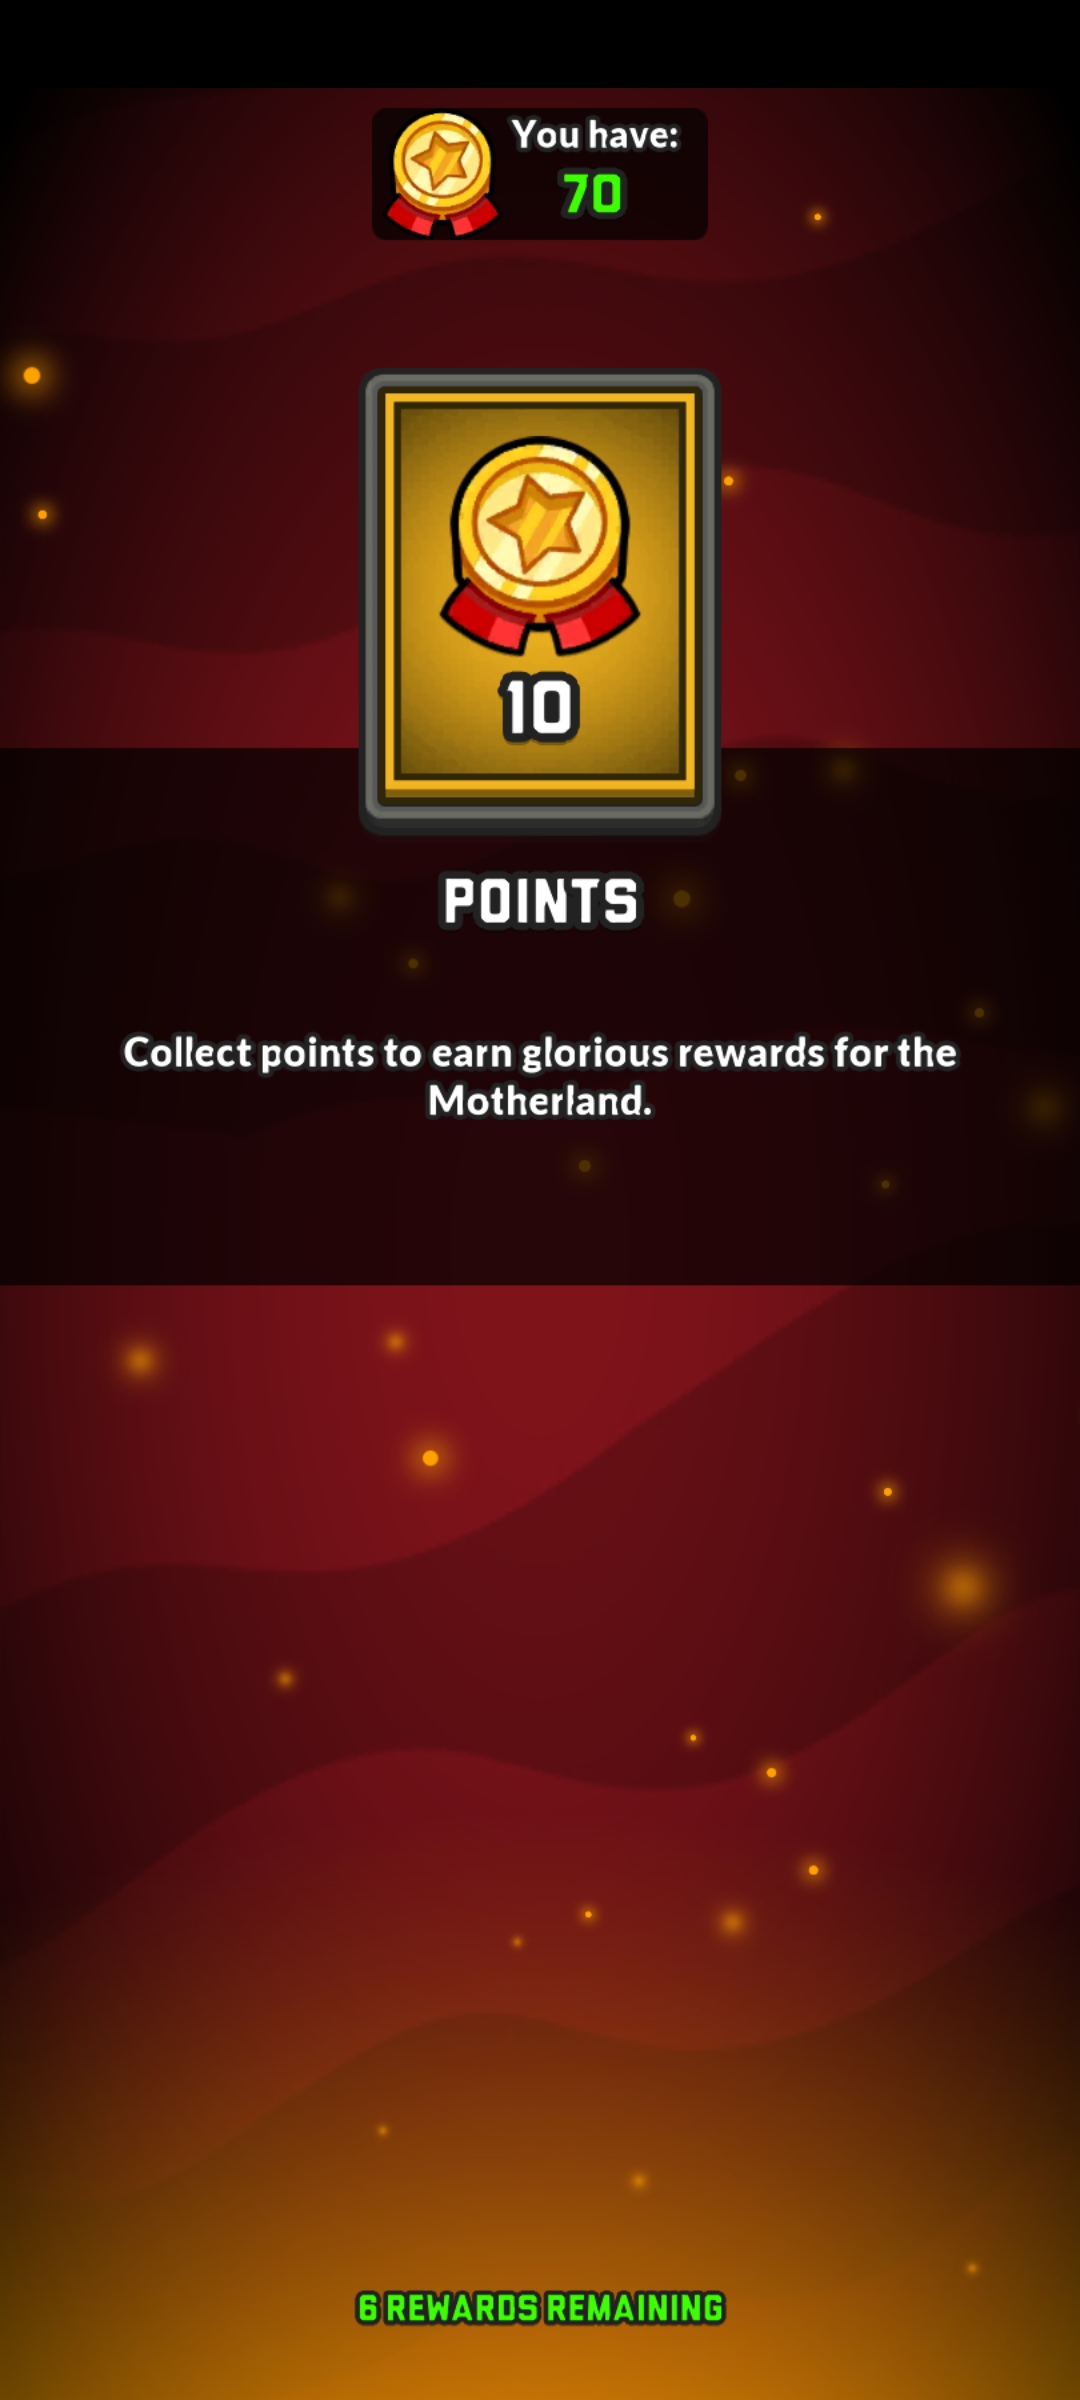 You have:
70
10
POINTS
Collect points to earn glorious rewards for the
Motherland.
6 REWARDS REMAINING